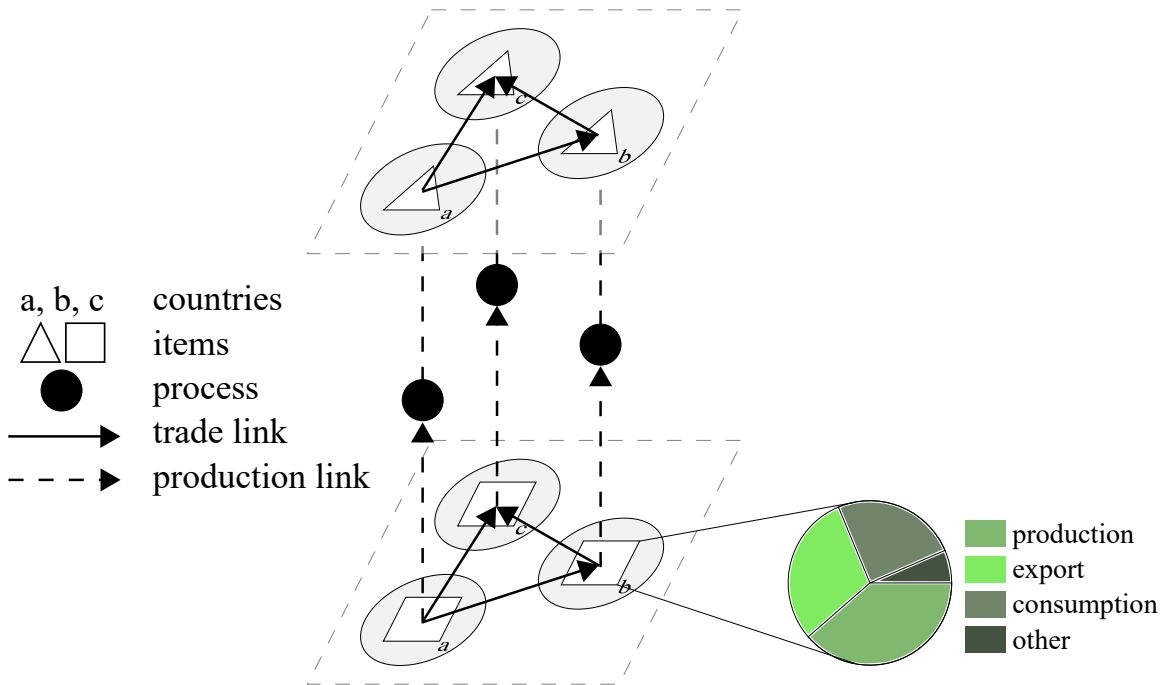 c
b
a
a, b, c countries
items
process
trade link
production link
c
b
a
production
export
consumption
other